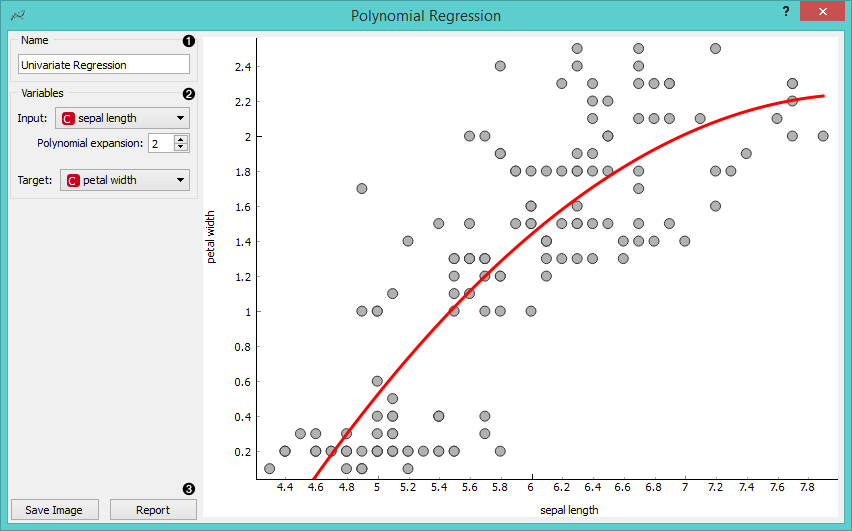 Polynomial Regression
?
Name
1
Univariate Regression
Variables
2
Input:
C sepal length
Polynomial expansion:
2
Target:
C petal width
3
Save Image
Report
petal width
2.4
2.2
2
1.8
1.6
1.4
1.2
1
0.8
0.6
0.4
0.2
4.4 4.6 4.8 5 5.2 5.4 5.6 5.8 6 6.2 6.4 6.6 6.8 7 7.2 7.4 7.6 7.8
sepal length